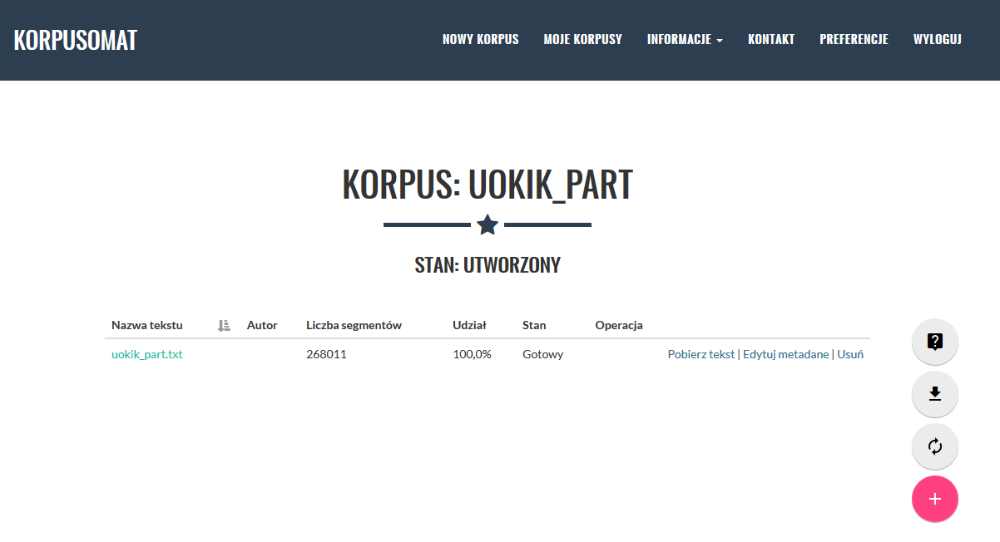 KORPUSOMAT
NOWY KORPUS MOJE KORPUSY INFORMACJE KONTAKT PREFERENCJE WYLOGUJ
KORPUS: UOKIK_PART
STAN: UTWORZONY
Nazwa tekstu Autor Liczba segmentów Udział Stan Operacja
uokik_part.txt 268011 100,0% Gotowy Pobierz tekst | Edytuj metadane | Usuń